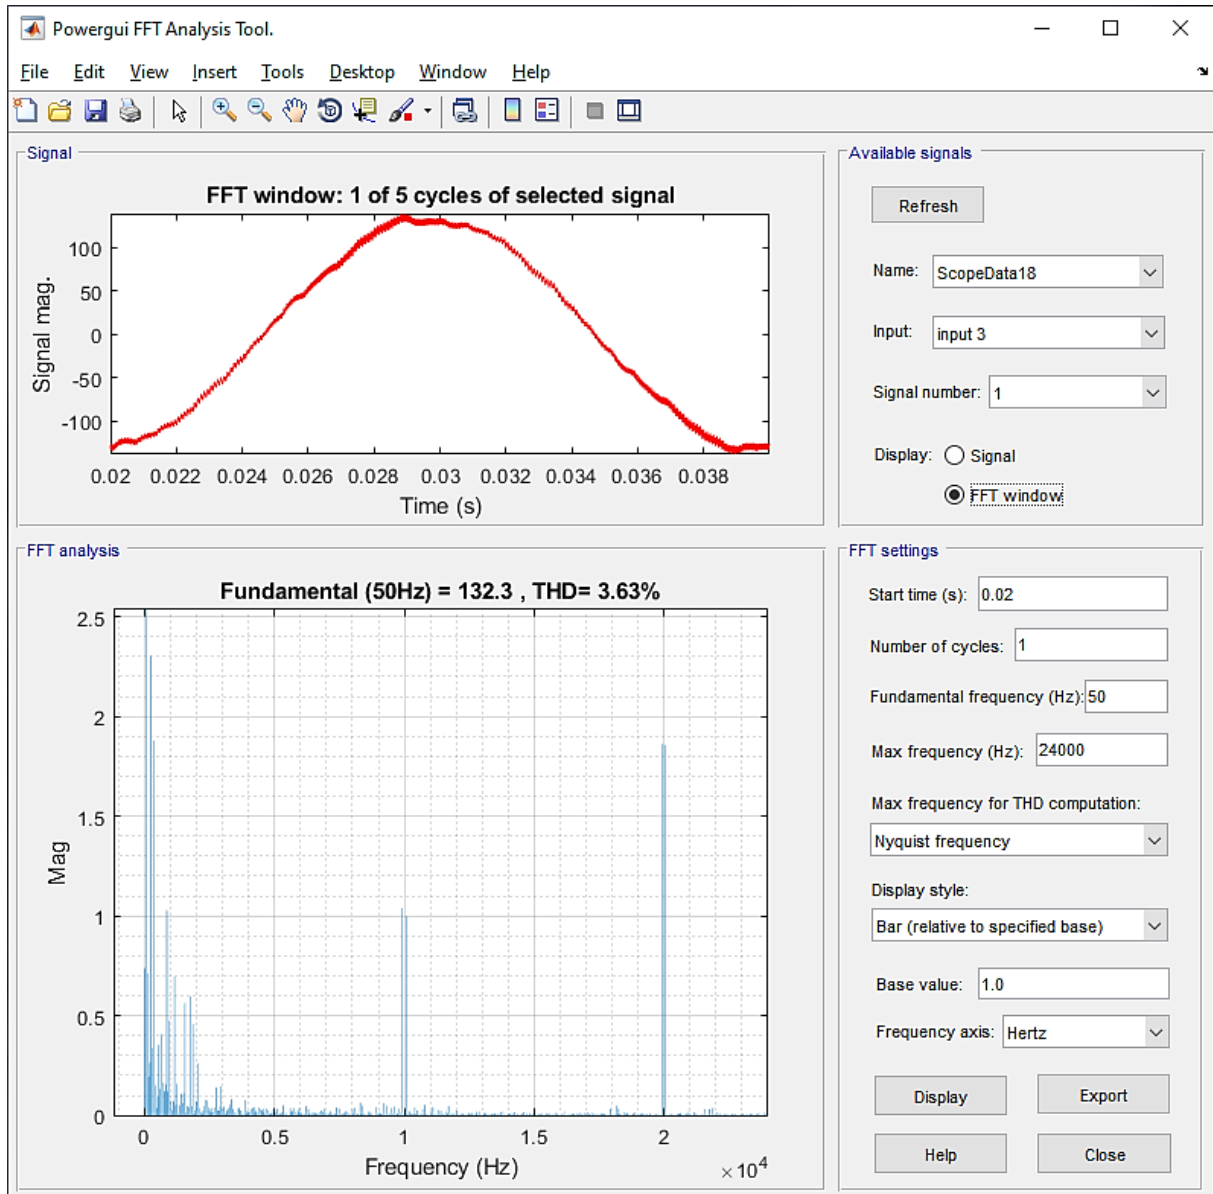 Powergui FFT Analysis Tool.
File Edit View Insert Tools Desktop Window Help
Signal
FFT window: 1 of 5 cycles of selected signal
100
50
0
-50
-100
Signal mag.
0.02 0.022 0.024 0.026 0.028 0.03 0.032 0.034 0.036 0.038
Time (s)
Available signals
Refresh
Name: ScopeData18
Input: input 3
Signal number: 1
Display: Signal
FFT window
FFT analysis
Fundamental (50Hz) = 132.3 , THD= 3.63%
2.5
2
1.5
1
0.5
0
Mag
0 0.5 1 1.5 2
Frequency (Hz)
×10^4
FFT settings
Start time (s): 0.02
Number of cycles: 1
Fundamental frequency (Hz): 50
Max frequency (Hz): 24000
Max frequency for THD computation:
Nyquist frequency
Display style:
Bar (relative to specified base)
Base value: 1.0
Frequency axis: Hertz
Display Export
Help Close